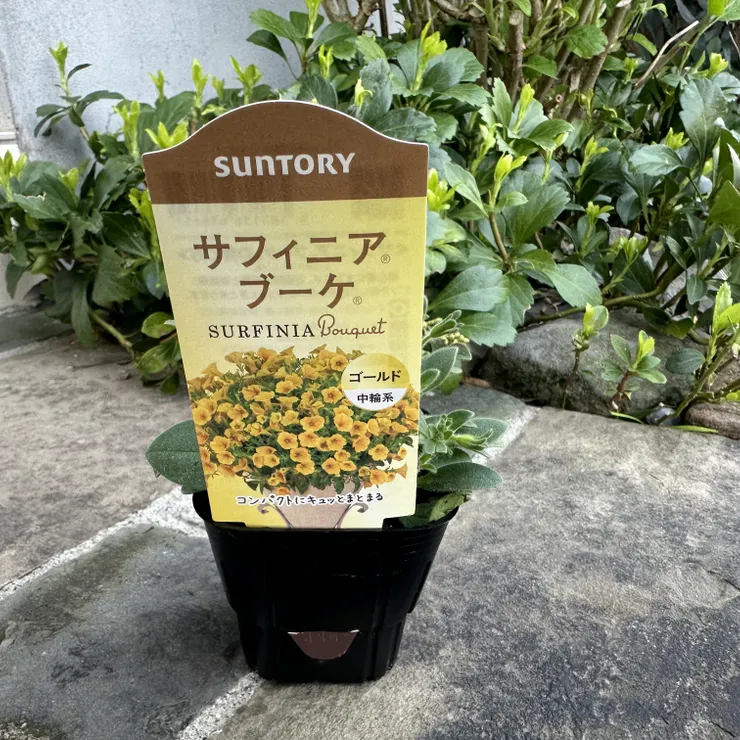 SUNTORY
サフィニア®
ブーケ®
SURFINIA Bouquet
ゴールド
中輪系
コンパクトにキュッとまとまる